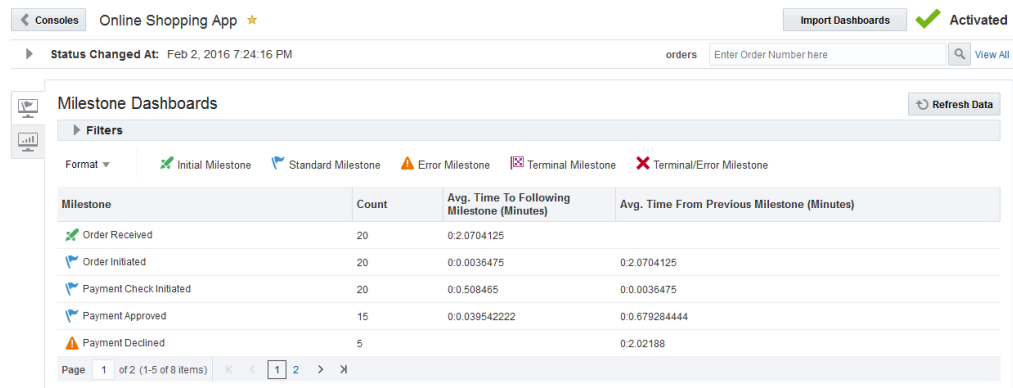 Consoles Online Shopping App Import Dashboards Activated
Status Changed At: Feb 2, 2016 7:24:16 PM orders Enter Order Number here View All
Milestone Dashboards Refresh Data
Filters
Format Initial Milestone Standard Milestone Error Milestone Terminal Milestone Terminal/Error Milestone
Milestone Count Avg. Time To Following Milestone (Minutes) Avg. Time From Previous Milestone (Minutes)
Order Received 20 0:2.0704125
Order Initiated 20 0:0.0036475 0:2.0704125
Payment Check Initiated 20 0:0.508465 0:0.0036475
Payment Approved 15 0:0.039542222 0:0.679284444
Payment Declined 5 0:2.02188
Page 1 of 2 (1-5 of 8 items) 1 2